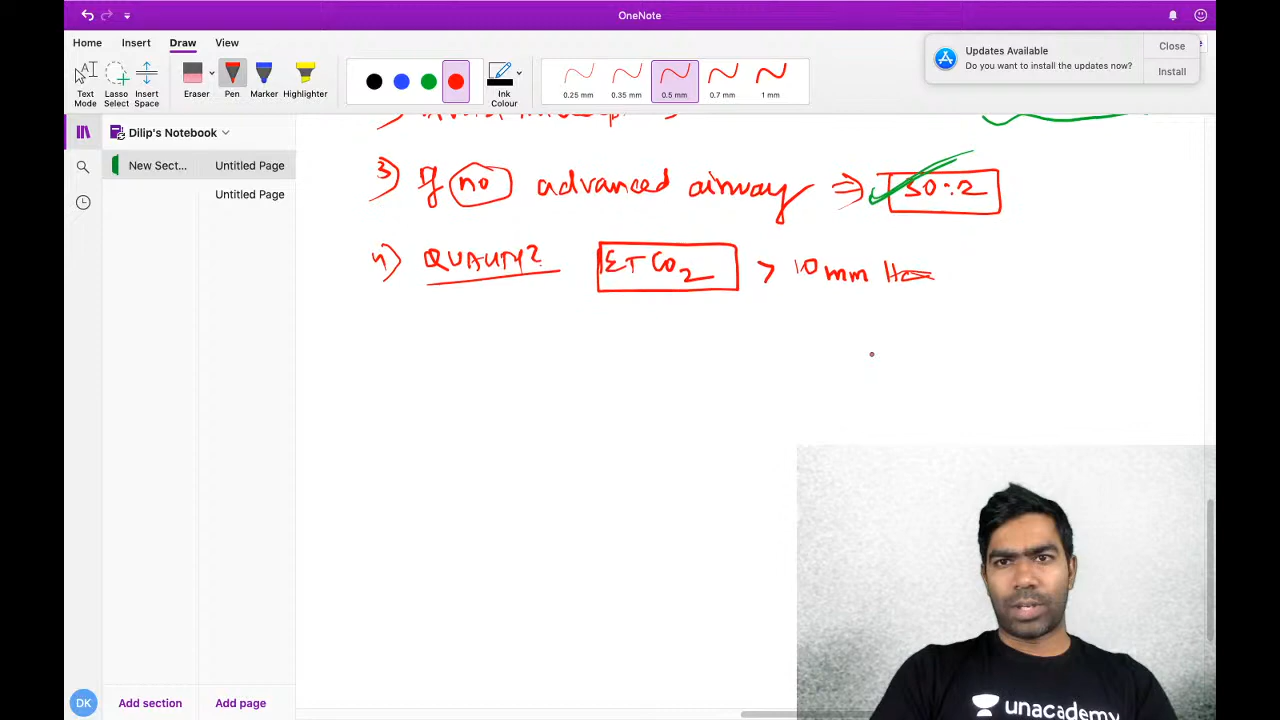 OneNote
Home Insert Draw View
Updates Available
Do you want to install the updates now?
Close
Install
Text Mode
Lasso Select
Insert Space
Eraser
Pen
Marker
Highlighter
Ink Colour
0.25 mm 0.35 mm 0.5 mm 0.7 mm 1 mm
Dilip's Notebook
New Sect... Untitled Page
Untitled Page
3) If no advanced airway ⇒ 30:2
4) QUALITY? ETCO2 > 10 mm
DK Add section Add page
unacademy